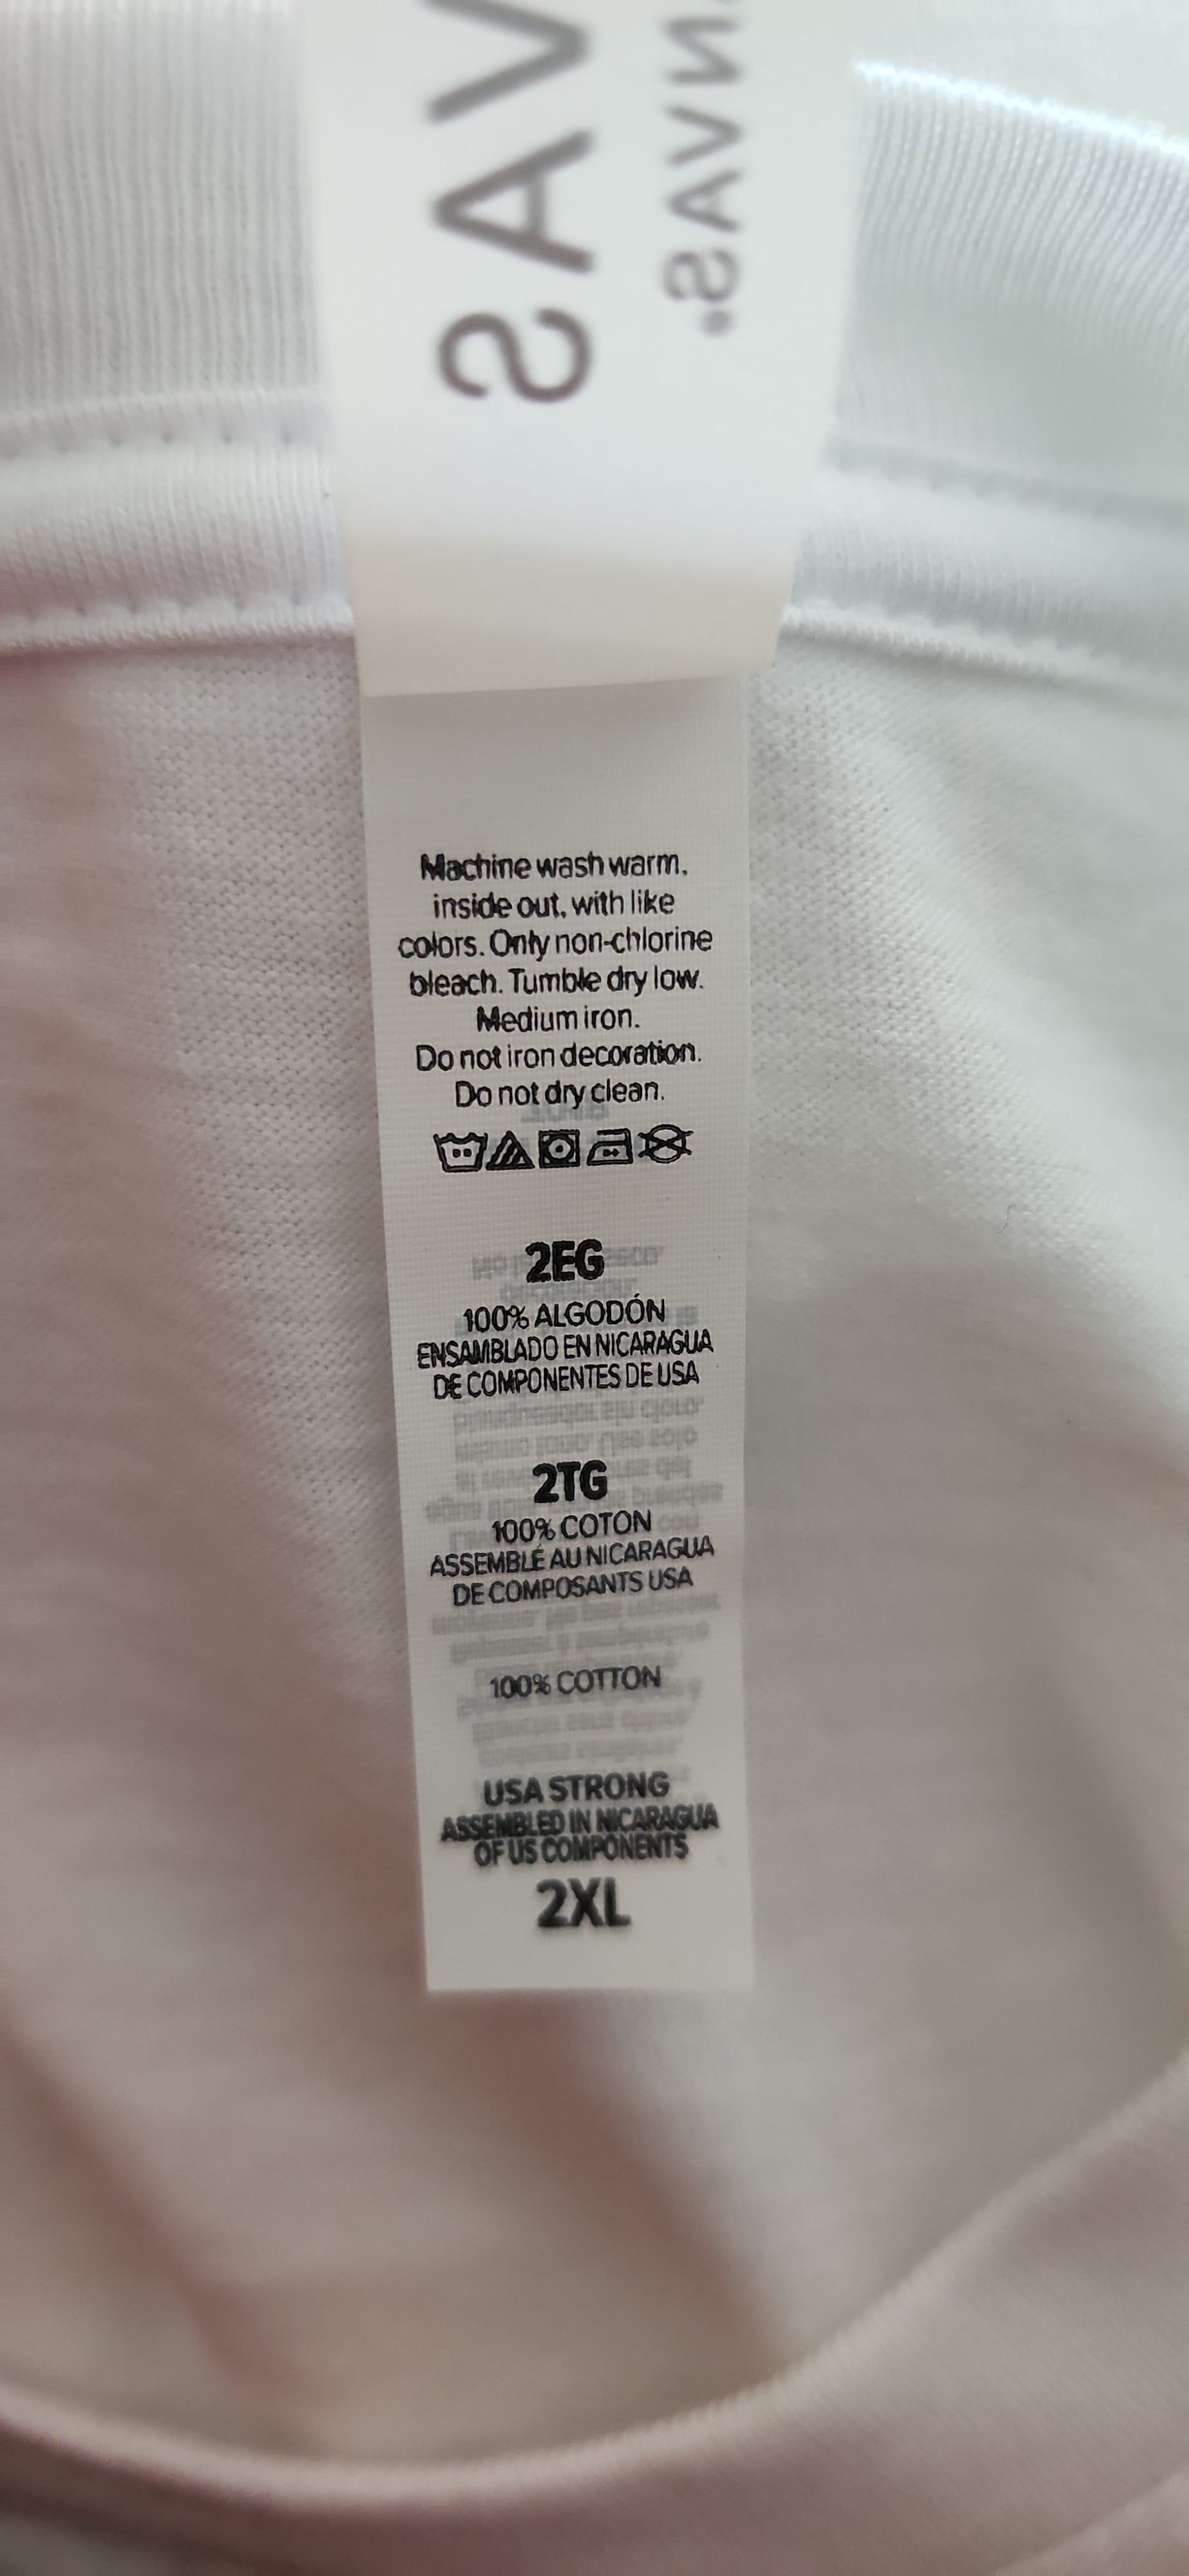 Machine wash warm,
inside out, with like
colors. Only non-chlorine
bleach. Tumble dry low.
Medium iron.
Do not iron decoration.
Do not dry clean.
2EG
100% ALGODÓN
ENSAMBLADO EN NICARAGUA
DE COMPONENTES DE USA
2TG
100% COTON
ASSEMBLÉ AU NICARAGUA
DE COMPOSANTS USA
100% COTTON
USA STRONG
ASSEMBLED IN NICARAGUA
OF US COMPONENTS
2XL